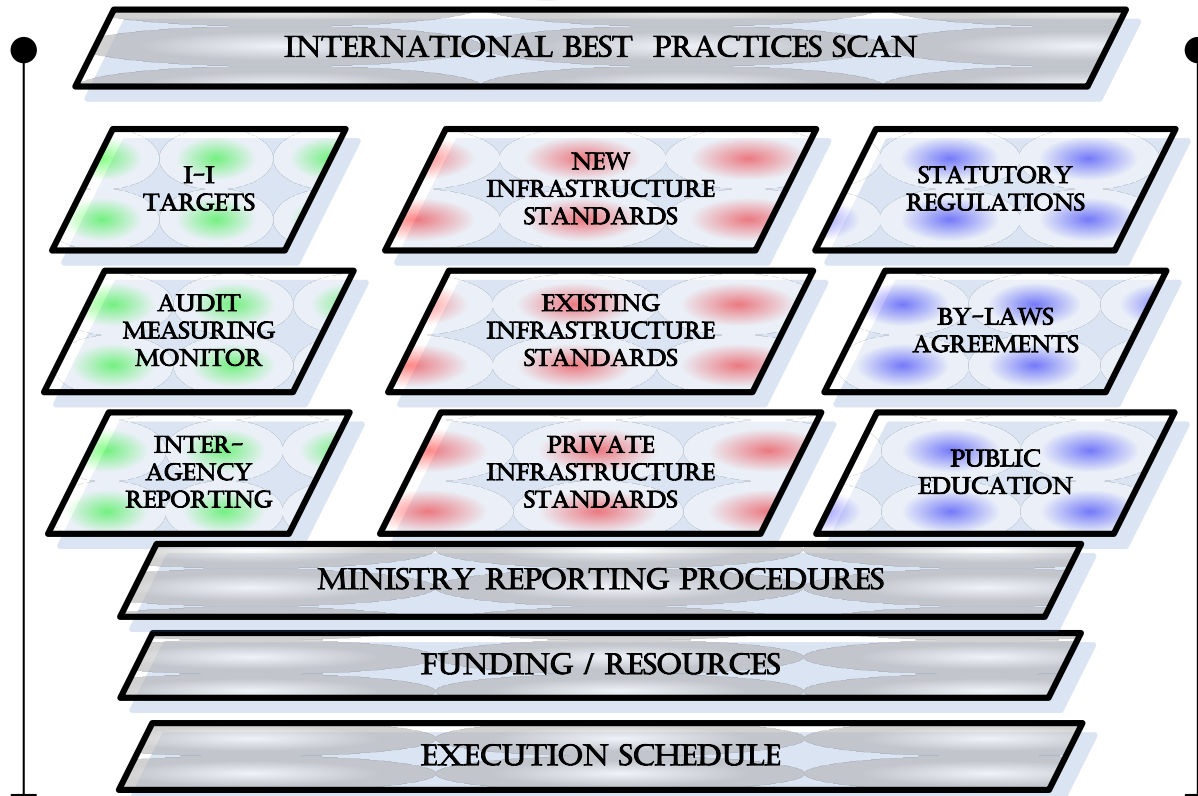 INTERNATIONAL BEST PRACTICES SCAN
I-I
TARGETS
NEW
INFRASTRUCTURE
STANDARDS
STATUTORY
REGULATIONS
AUDIT
MEASURING
MONITOR
EXISTING
INFRASTRUCTURE
STANDARDS
BY-LAWS
AGREEMENTS
INTER-
AGENCY
REPORTING
PRIVATE
INFRASTRUCTURE
STANDARDS
PUBLIC
EDUCATION
MINISTRY REPORTING PROCEDURES
FUNDING / RESOURCES
EXECUTION SCHEDULE